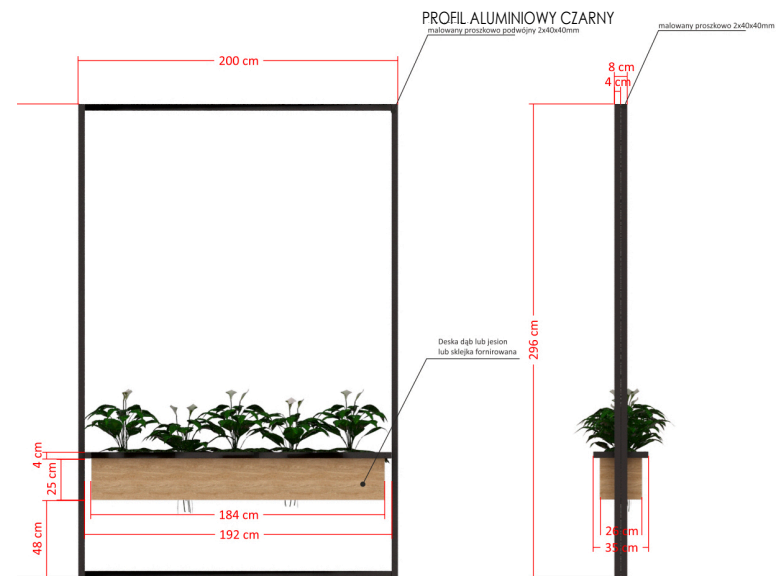 PROFIL ALUMINIOWY CZARNY
malowany proszkowo podwójny 2x40x40mm
malowany proszkowo 2x40x40mm
200 cm
8 cm
4 cm
296 cm
Deska dąb lub jesion
lub sklejka fornirowana
4 cm
25 cm
184 cm
192 cm
48 cm
26 cm
35 cm